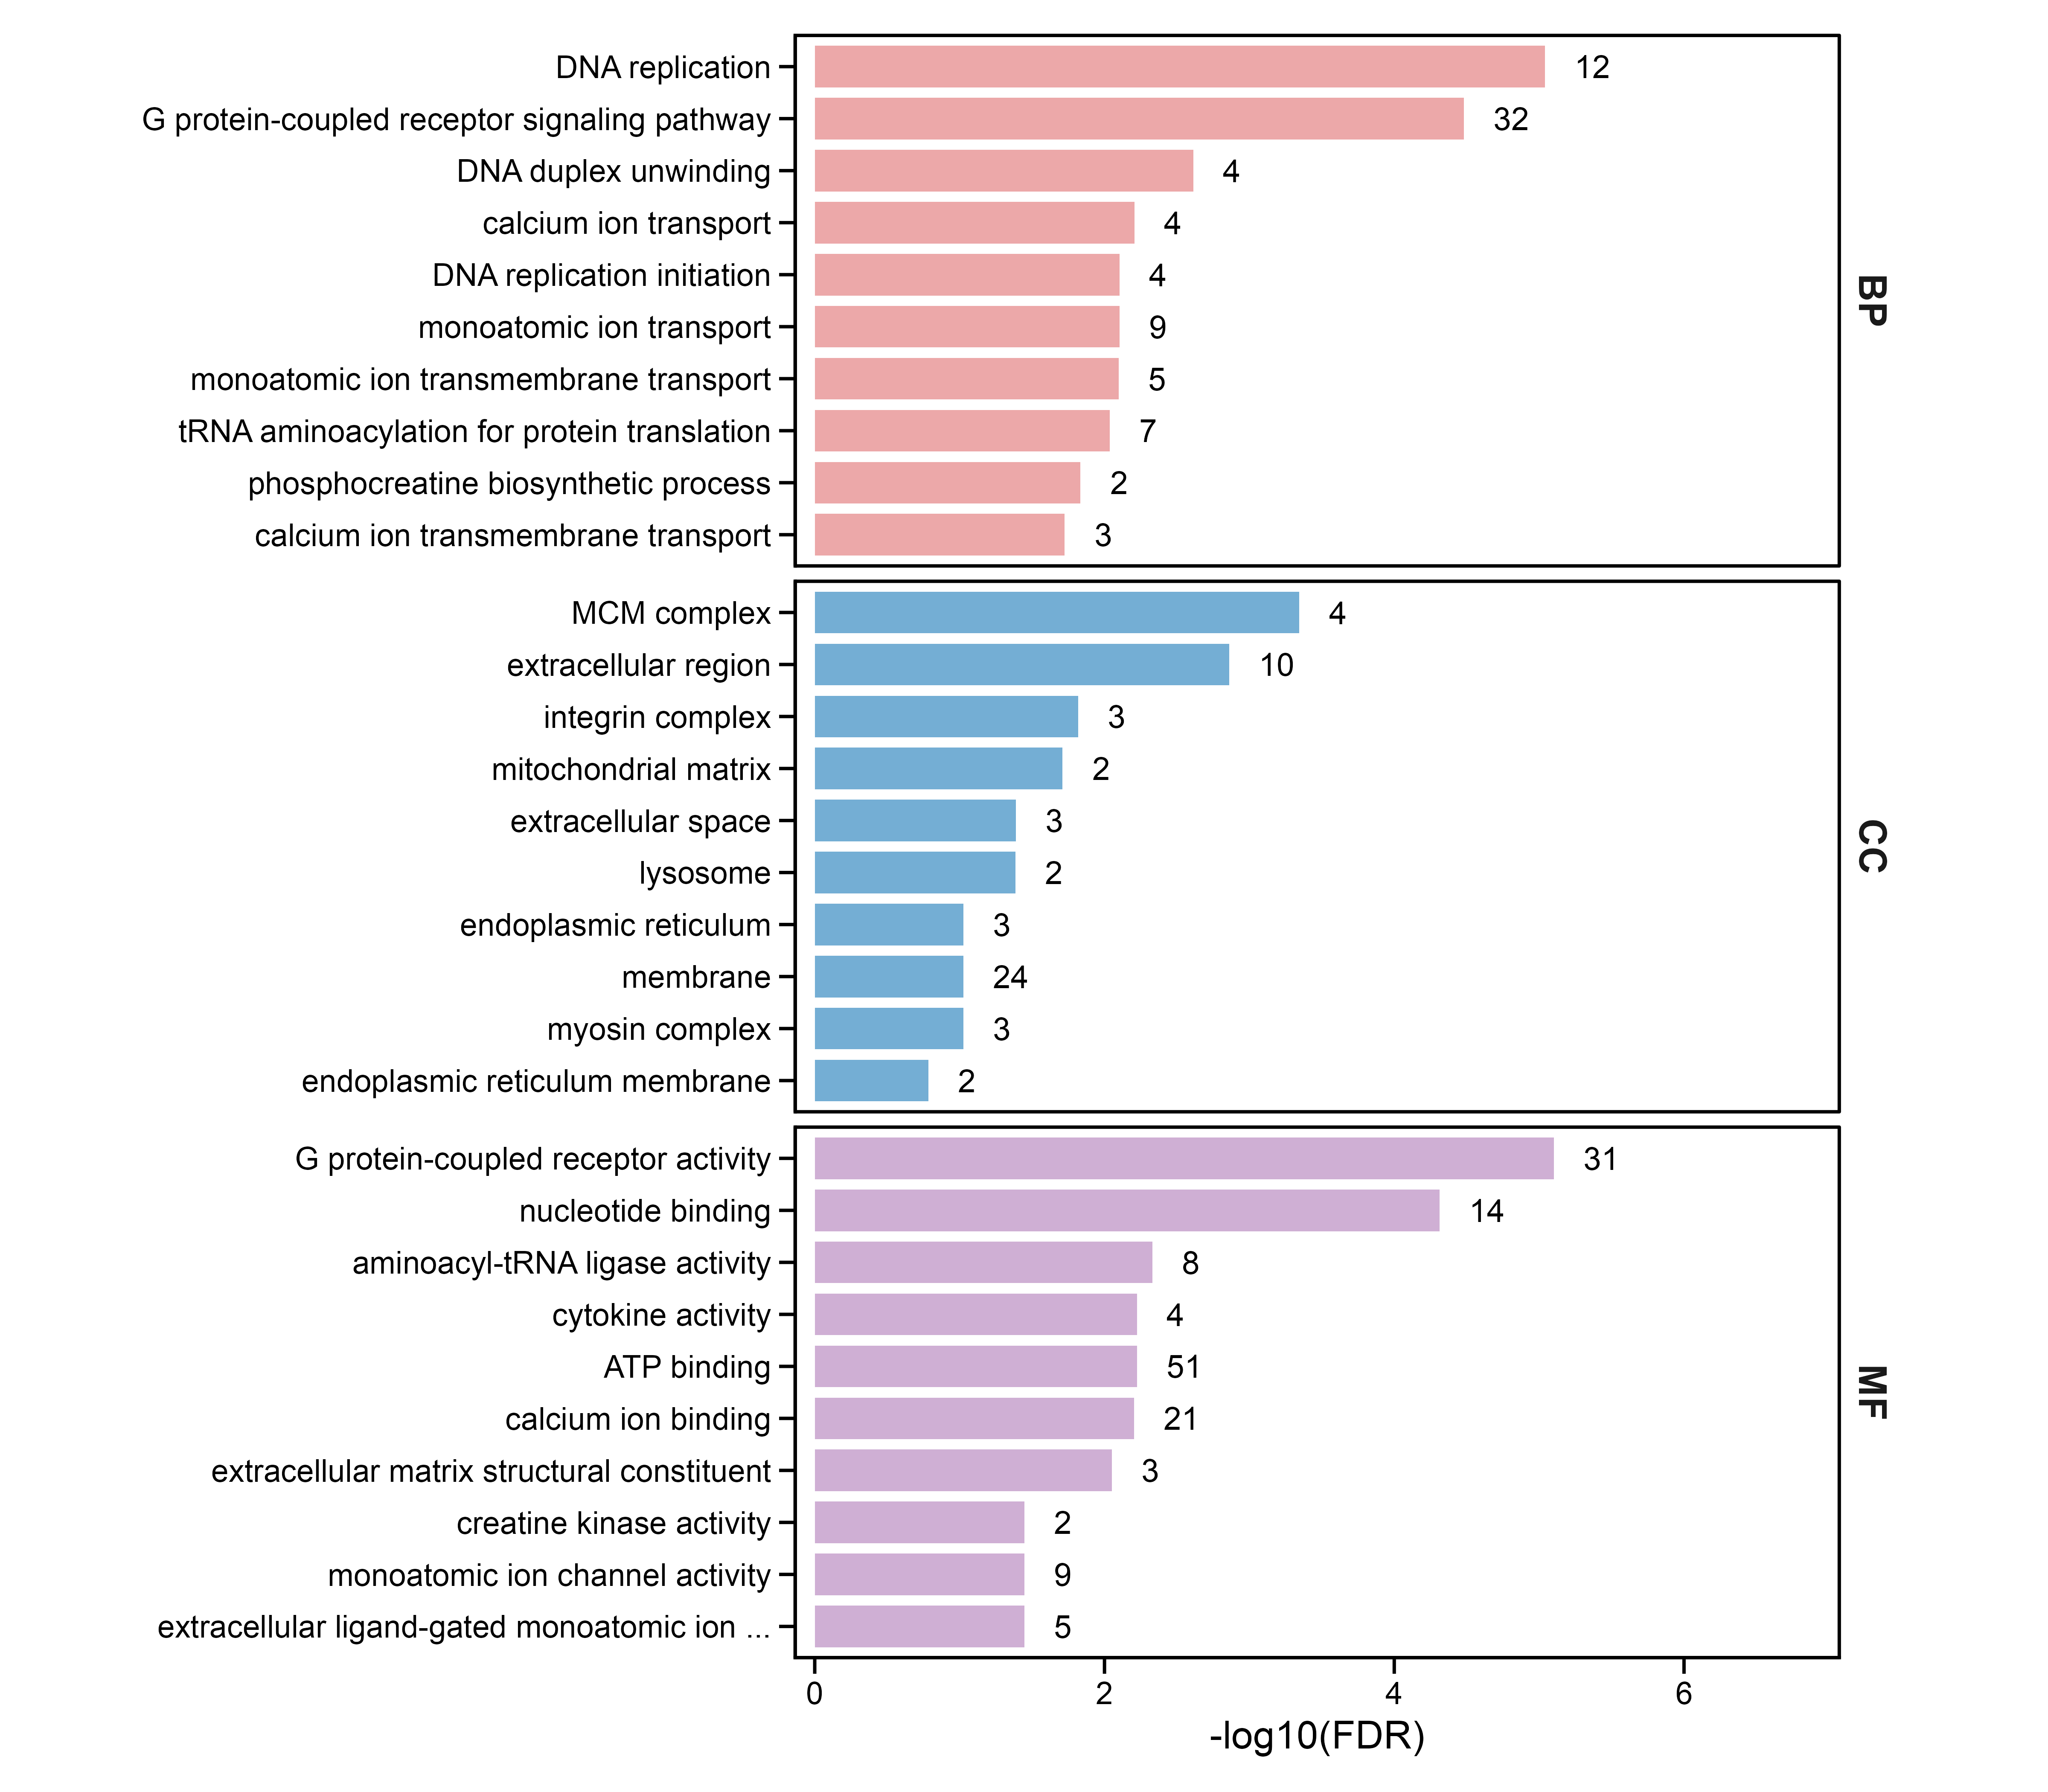 DNA replication 12
G protein-coupled receptor signaling pathway 32
DNA duplex unwinding 4
calcium ion transport 4
DNA replication initiation 4
monoatomic ion transport 9
monoatomic ion transmembrane transport 5
tRNA aminoacylation for protein translation 7
phosphocreatine biosynthetic process 2
calcium ion transmembrane transport 3
BP
MCM complex 4
extracellular region 10
integrin complex 3
mitochondrial matrix 2
extracellular space 3
lysosome 2
endoplasmic reticulum 3
membrane 24
myosin complex 3
endoplasmic reticulum membrane 2
CC
G protein-coupled receptor activity 31
nucleotide binding 14
aminoacyl-tRNA ligase activity 8
cytokine activity 4
ATP binding 51
calcium ion binding 21
extracellular matrix structural constituent 3
creatine kinase activity 2
monoatomic ion channel activity 9
extracellular ligand-gated monoatomic ion ... 5
MF
0 2 4 6
-log10(FDR)